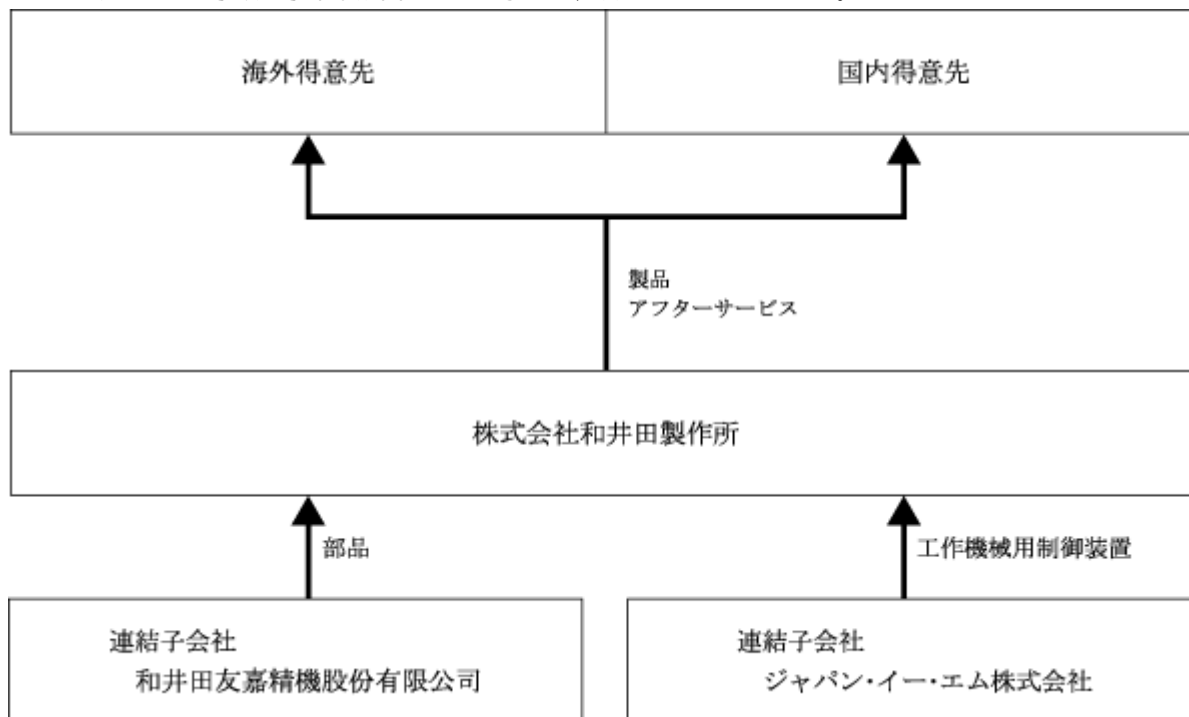 海外得意先
国内得意先
製品
アフターサービス
株式会社和井田製作所
部品
工作機械用制御装置
連結子会社
和井田友嘉精機股份有限公司
連結子会社
ジャパン・イー・エム株式会社